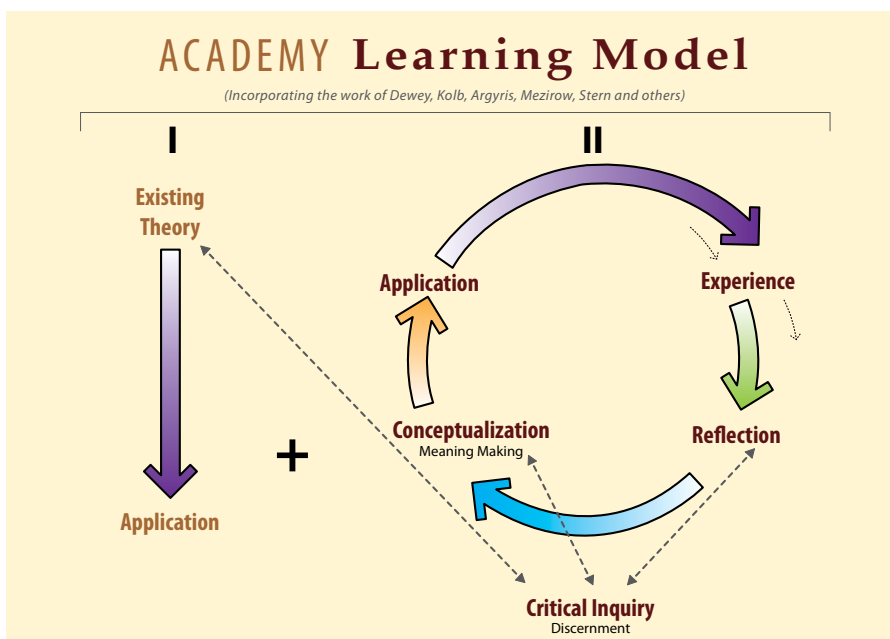 ACADEMY Learning Model
(Incorporating the work of Dewey, Kolb, Argyris, Mezirow, Stern and others)
I
II
Existing
Theory
Application
+
Application
Experience
Conceptualization
Meaning Making
Reflection
Critical Inquiry
Discernment